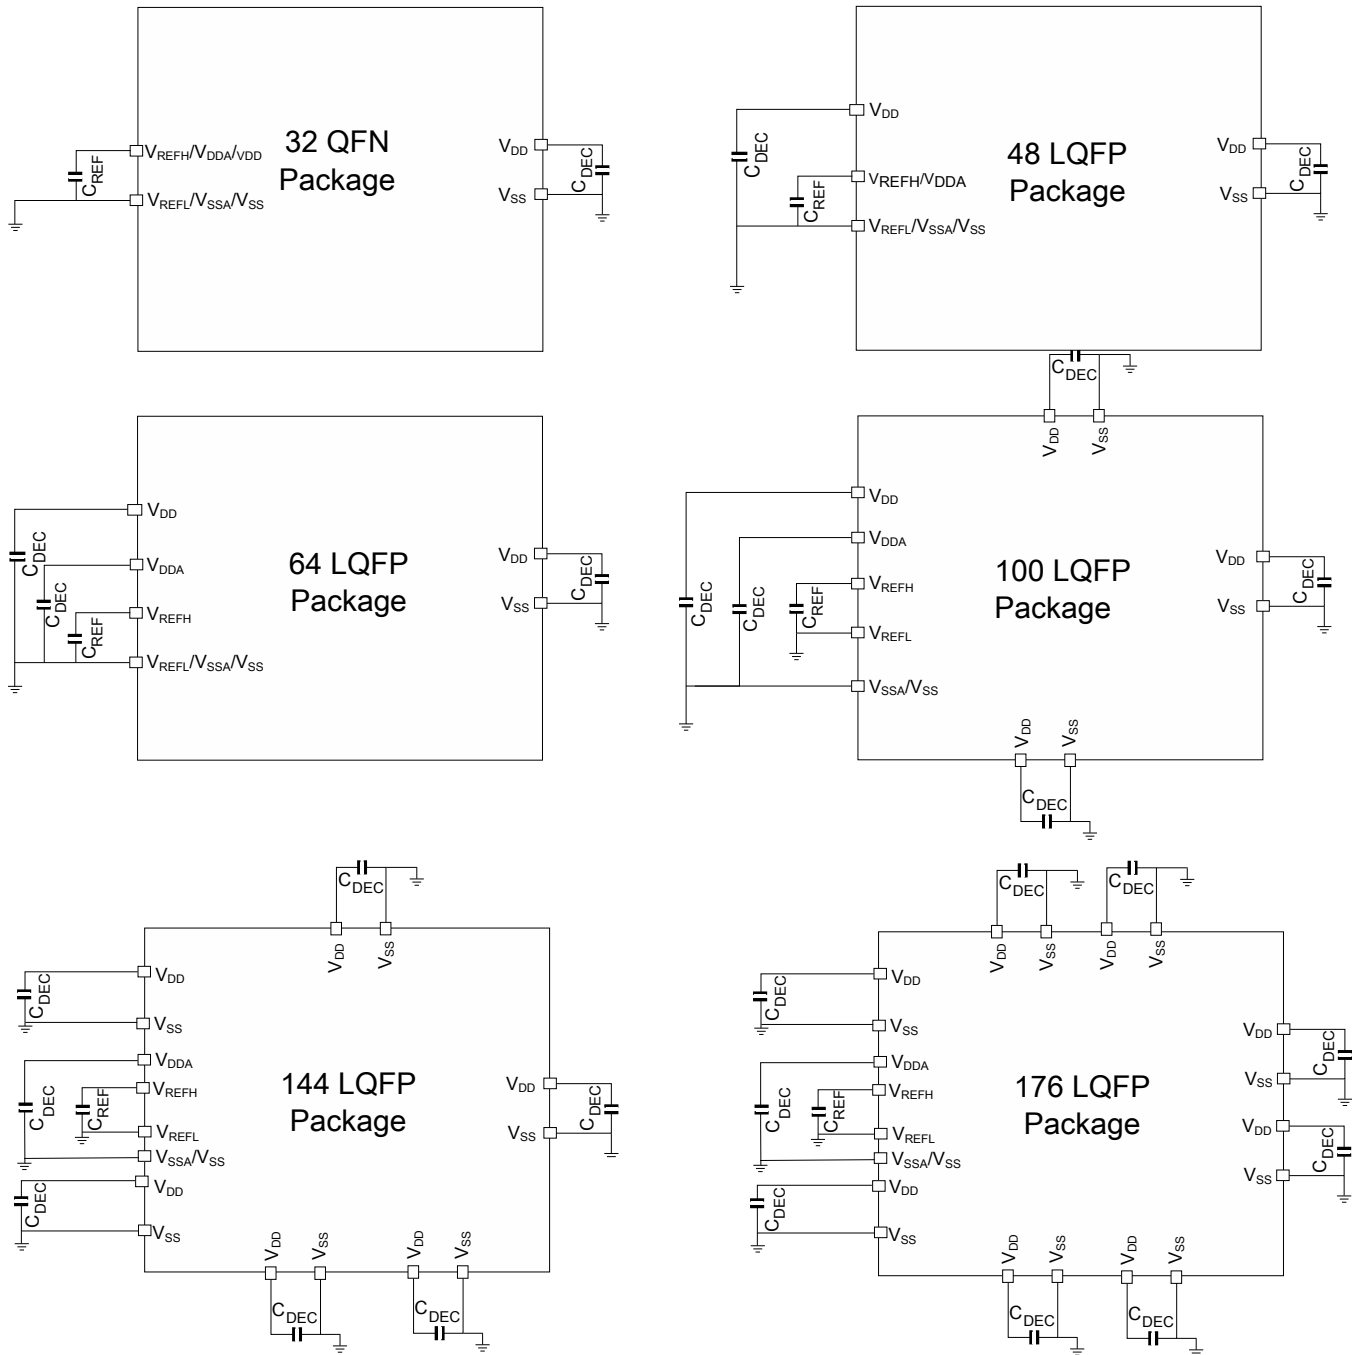 32 QFN
Package
VREFH/VDDA/VDD
CREF
VREFL/VSSA/VSS
VDD
CDEC
VSS
48 LQFP
Package
VDD
CDEC
VREFH/VDDA
CREF
VREFL/VSSA/VSS
VDD
CDEC
VSS
64 LQFP
Package
VDD
CDEC
VDDA
CDEC
VREFH
CREF
VREFL/VSSA/VSS
VDD
CDEC
VSS
CDEC
VDD
VSS
100 LQFP
Package
VDD
CDEC
VDDA
CDEC
VREFH
CREF
VREFL
VSSA/VSS
VDD
CDEC
VSS
VDD
VSS
CDEC
CDEC
VDD
VSS
144 LQFP
Package
VDD
CDEC
VSS
VDDA
CDEC
VREFH
CREF
VREFL
VSSA/VSS
VDD
CDEC
VSS
VDD
CDEC
VSS
VDD
VSS
CDEC
VDD
VSS
CDEC
CDEC
VDD
VSS
CDEC
VDD
VSS
176 LQFP
Package
VDD
CDEC
VSS
VDDA
CDEC
VREFH
CREF
VREFL
VSSA/VSS
VDD
CDEC
VSS
VDD
CDEC
VSS
VDD
CDEC
VSS
VDD
VSS
CDEC
VDD
VSS
CDEC